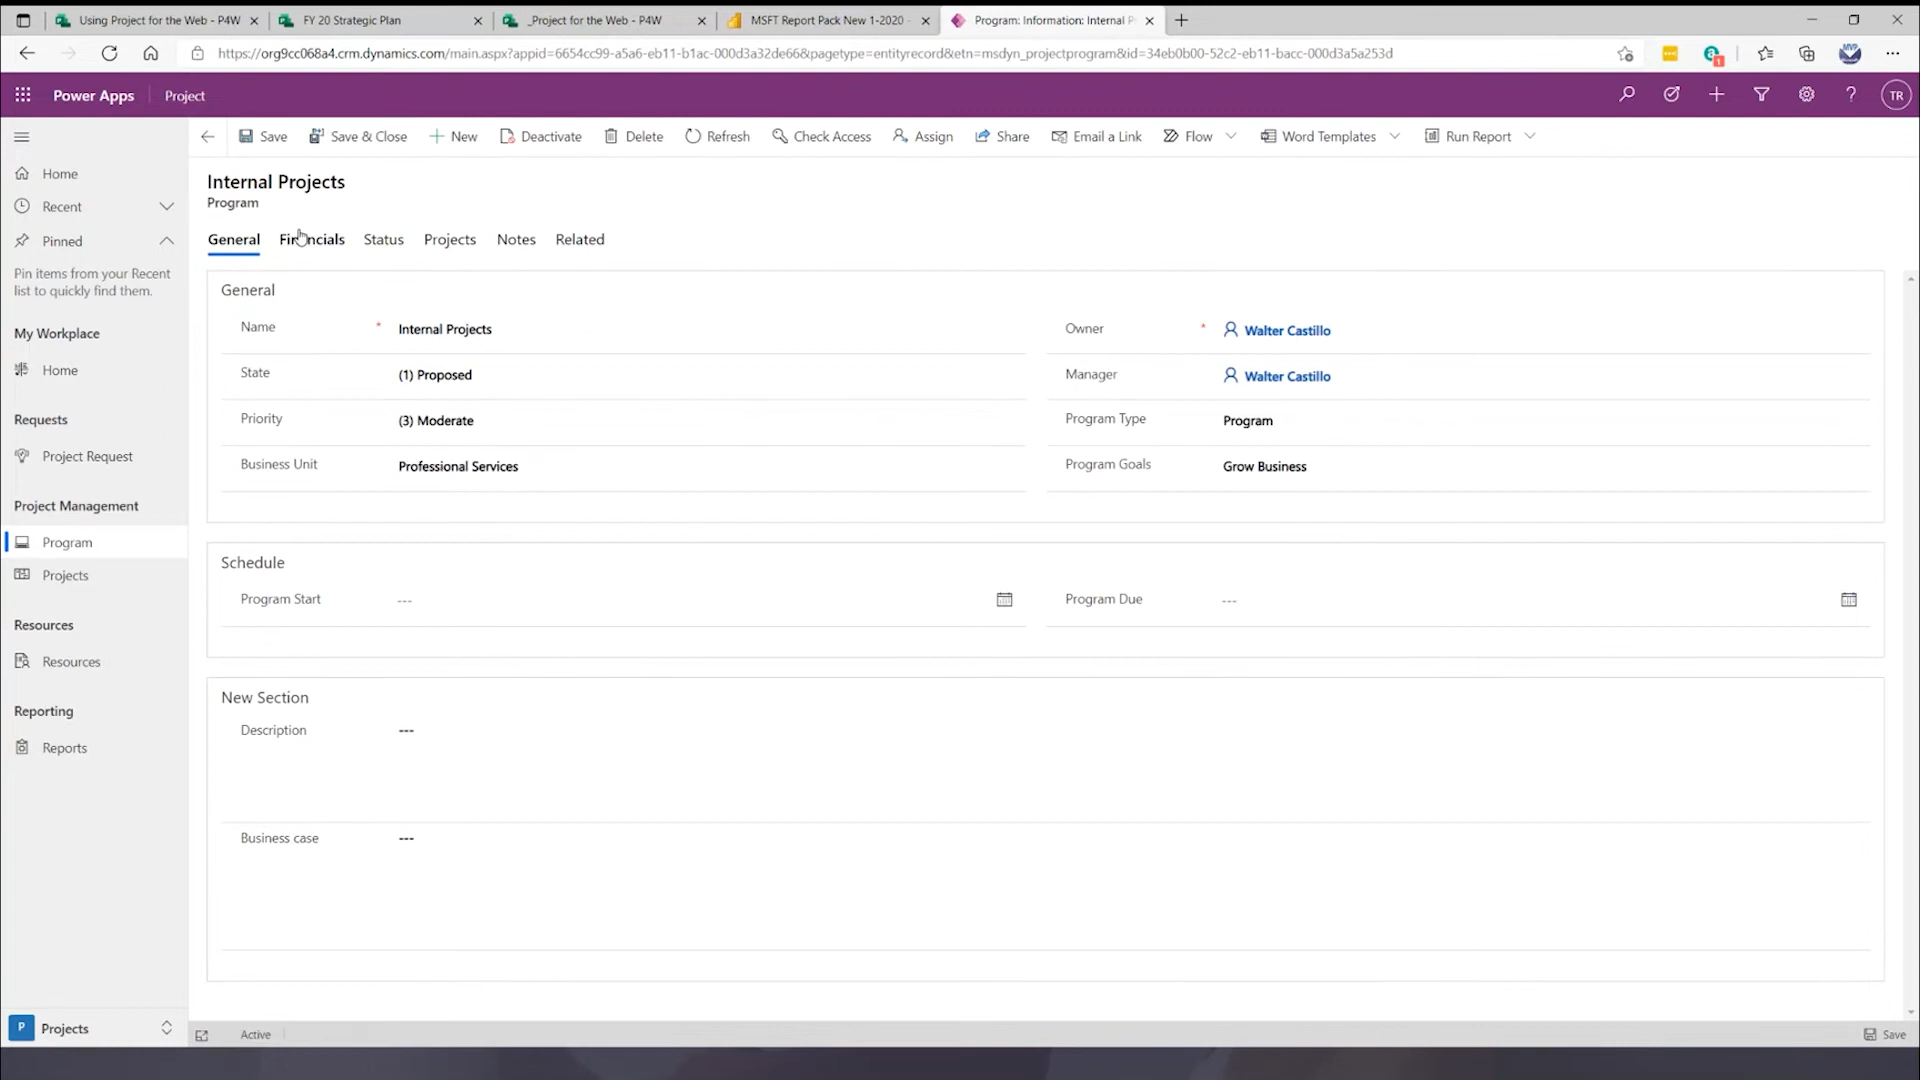 Using Project for the Web - P4W
FY 20 Strategic Plan
_Project for the Web - P4W
MSFT Report Pack New 1-2020 -
Program: Information: Internal P
https://org9cc068a4.crm.dynamics.com/main.aspx?appid=6654cc99-a5a6-eb11-b1ac-000d3a32de66&pagetype=entityrecord&etn=msdyn_projectprogram&id=34eb0b00-52c2-eb11-bacc-000d3a5a253d
1
MVP
Power Apps
Project
TR
Save
Save & Close
New
Deactivate
Delete
Refresh
Check Access
Assign
Share
Email a Link
Flow
Word Templates
Run Report
Home
Recent
Pinned
Pin items from your Recent
list to quickly find them.
My Workplace
Home
Requests
Project Request
Project Management
Program
Projects
Resources
Resources
Reporting
Reports
P Projects
Internal Projects
Program
General
Financials
Status
Projects
Notes
Related
General
Name * Internal Projects
Owner * Walter Castillo
State (1) Proposed
Manager Walter Castillo
Priority (3) Moderate
Program Type Program
Business Unit Professional Services
Program Goals Grow Business
Schedule
Program Start ---
Program Due ---
New Section
Description ---
Business case ---
Active
Save